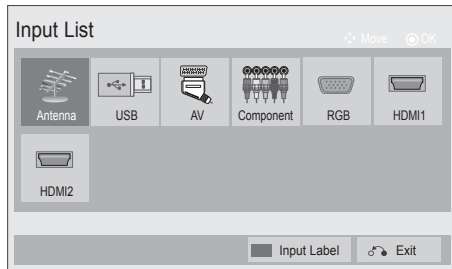 Input List
Move OK
Antenna USB AV Component RGB HDMI1
HDMI2
Input Label Exit